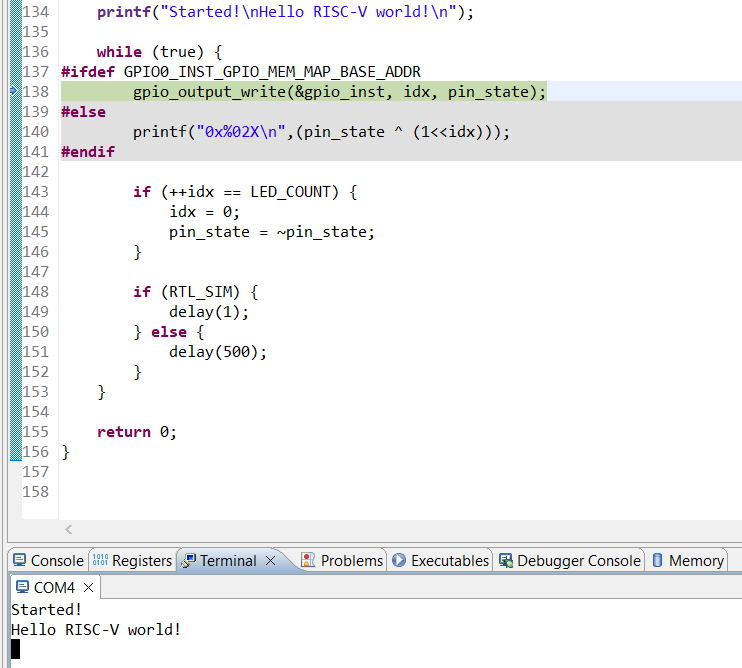 134     printf("Started!\nHello RISC-V world!\n");
135
136     while (true) {
137 #ifdef GPIO0_INST_GPIO_MEM_MAP_BASE_ADDR
138         gpio_output_write(&gpio_inst, idx, pin_state);
139 #else
140         printf("0x%02X\n",(pin_state ^ (1<<idx)));
141 #endif
142
143         if (++idx == LED_COUNT) {
144             idx = 0;
145             pin_state = ~pin_state;
146         }
147
148         if (RTL_SIM) {
149             delay(1);
150         } else {
151             delay(500);
152         }
153     }
154
155     return 0;
156 }
157
158
Console Registers Terminal Problems Executables Debugger Console Memory
COM4
Started!
Hello RISC-V world!